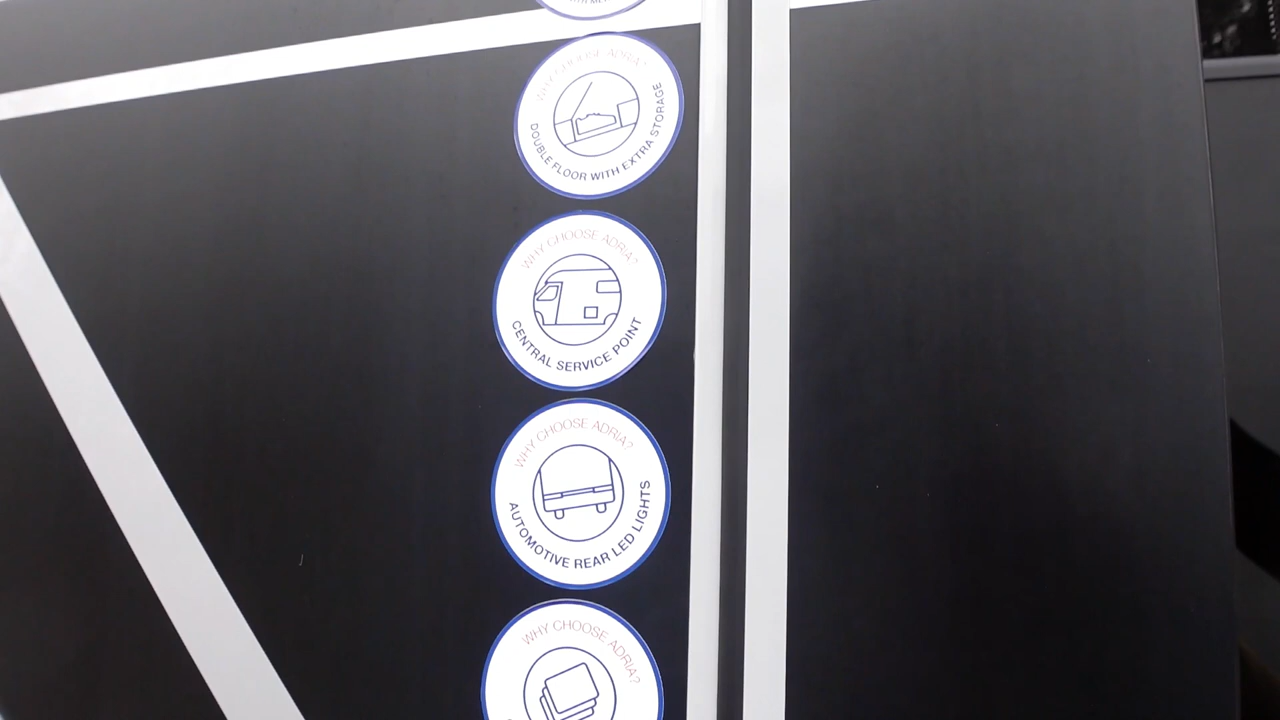 WHY CHOOSE ADRIA?
DOUBLE FLOOR WITH EXTRA STORAGE
WHY CHOOSE ADRIA?
CENTRAL SERVICE POINT
WHY CHOOSE ADRIA?
AUTOMOTIVE REAR LED LIGHTS
WHY CHOOSE ADRIA?